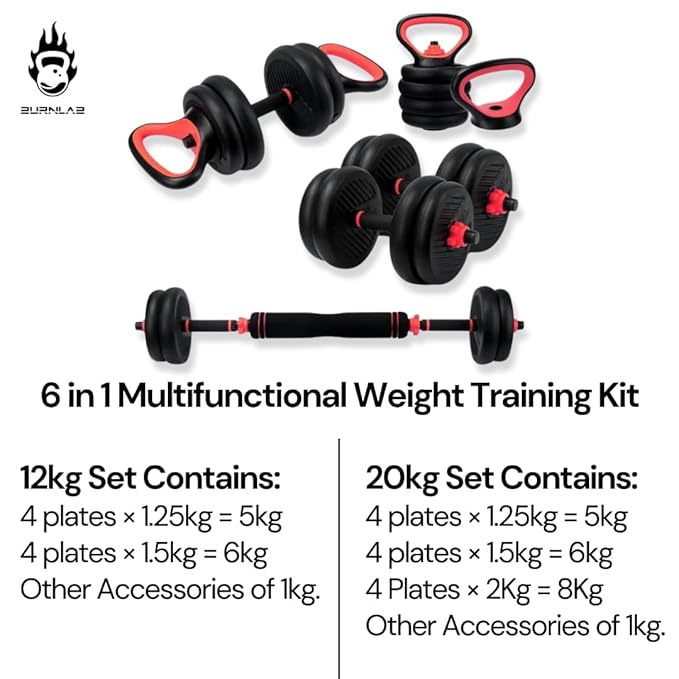 BURNLAB
6 in 1 Multifunctional Weight Training Kit
12kg Set Contains:
4 plates × 1.25kg = 5kg
4 plates × 1.5kg = 6kg
Other Accessories of 1kg.
20kg Set Contains:
4 plates × 1.25kg = 5kg
4 plates × 1.5kg = 6kg
4 Plates × 2Kg = 8Kg
Other Accessories of 1kg.